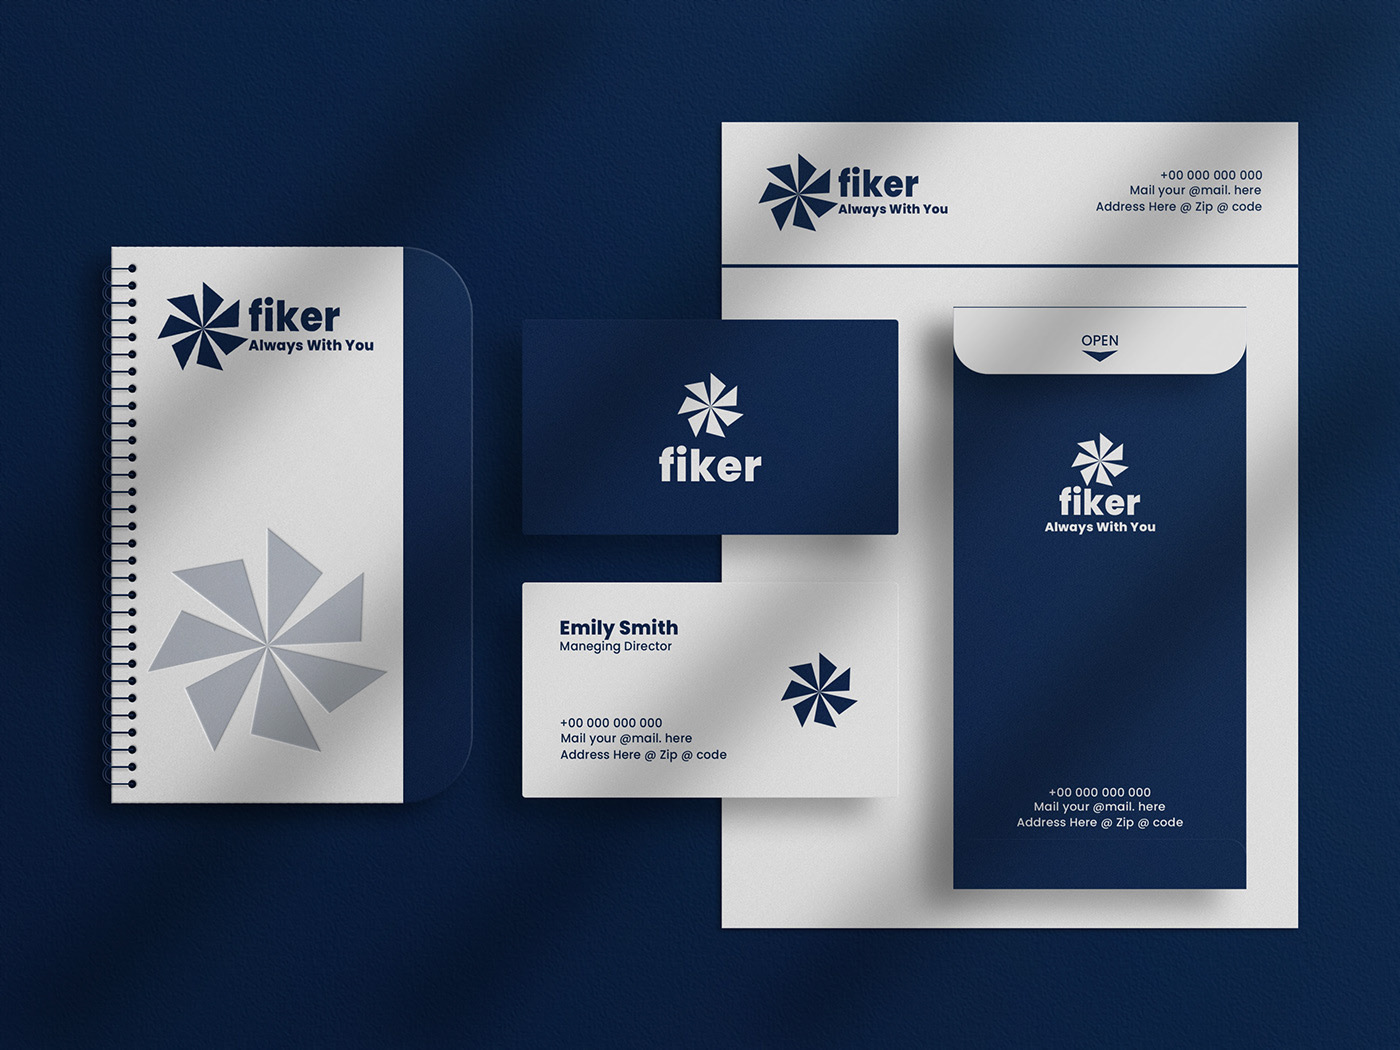 fiker
Always With You
fiker
Emily Smith
Maneging Director
+00 000 000 000
Mail your @mail. here
Address Here @ Zip @ code
fiker
Always With You
+00 000 000 000
Mail your @mail. here
Address Here @ Zip @ code
OPEN
fiker
Always With You
+00 000 000 000
Mail your @mail. here
Address Here @ Zip @ code